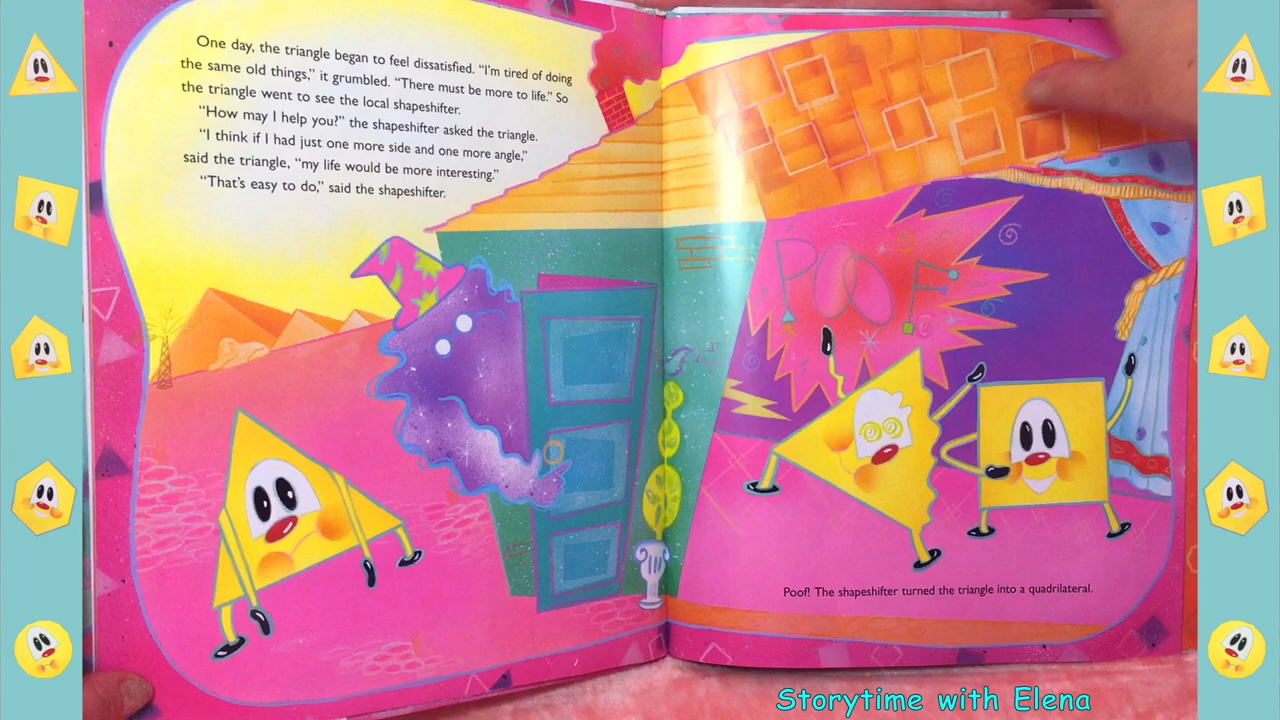 One day, the triangle began to feel dissatisfied. “I’m tired of doing
the same old things,” it grumbled. “There must be more to life.” So
the triangle went to see the local shapeshifter.
“How may I help you?” the shapeshifter asked the triangle.
“I think if I had just one more side and one more angle,”
said the triangle, “my life would be more interesting.”
“That’s easy to do,” said the shapeshifter.
POOF
Poof! The shapeshifter turned the triangle into a quadrilateral.
Storytime with Elena